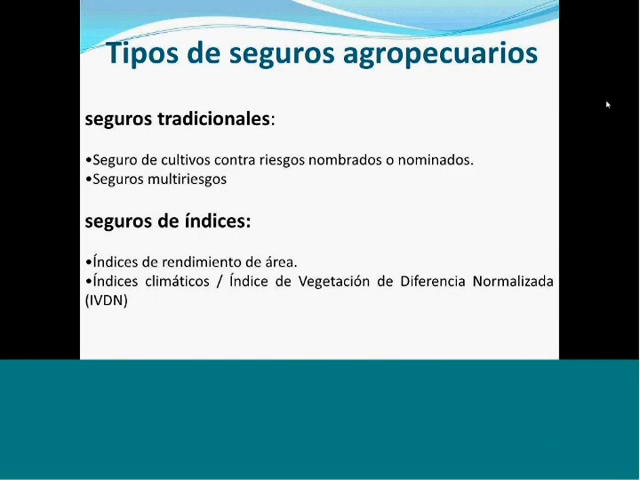 Tipos de seguros agropecuarios
seguros tradicionales:
•Seguro de cultivos contra riesgos nombrados o nominados.
•Seguros multiriesgos
seguros de índices:
•Índices de rendimiento de área.
•Índices climáticos / Índice de Vegetación de Diferencia Normalizada
(IVDN)